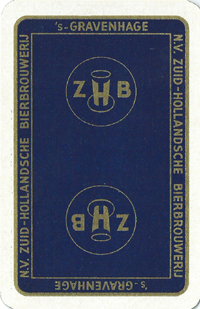 's-GRAVENHAGE
N.V. ZUID-HOLLANDSCHE BIERBROUWERIJ
N.V. ZUID-HOLLANDSCHE BIERBROUWERIJ
ZHB
ZHB
's-GRAVENHAGE